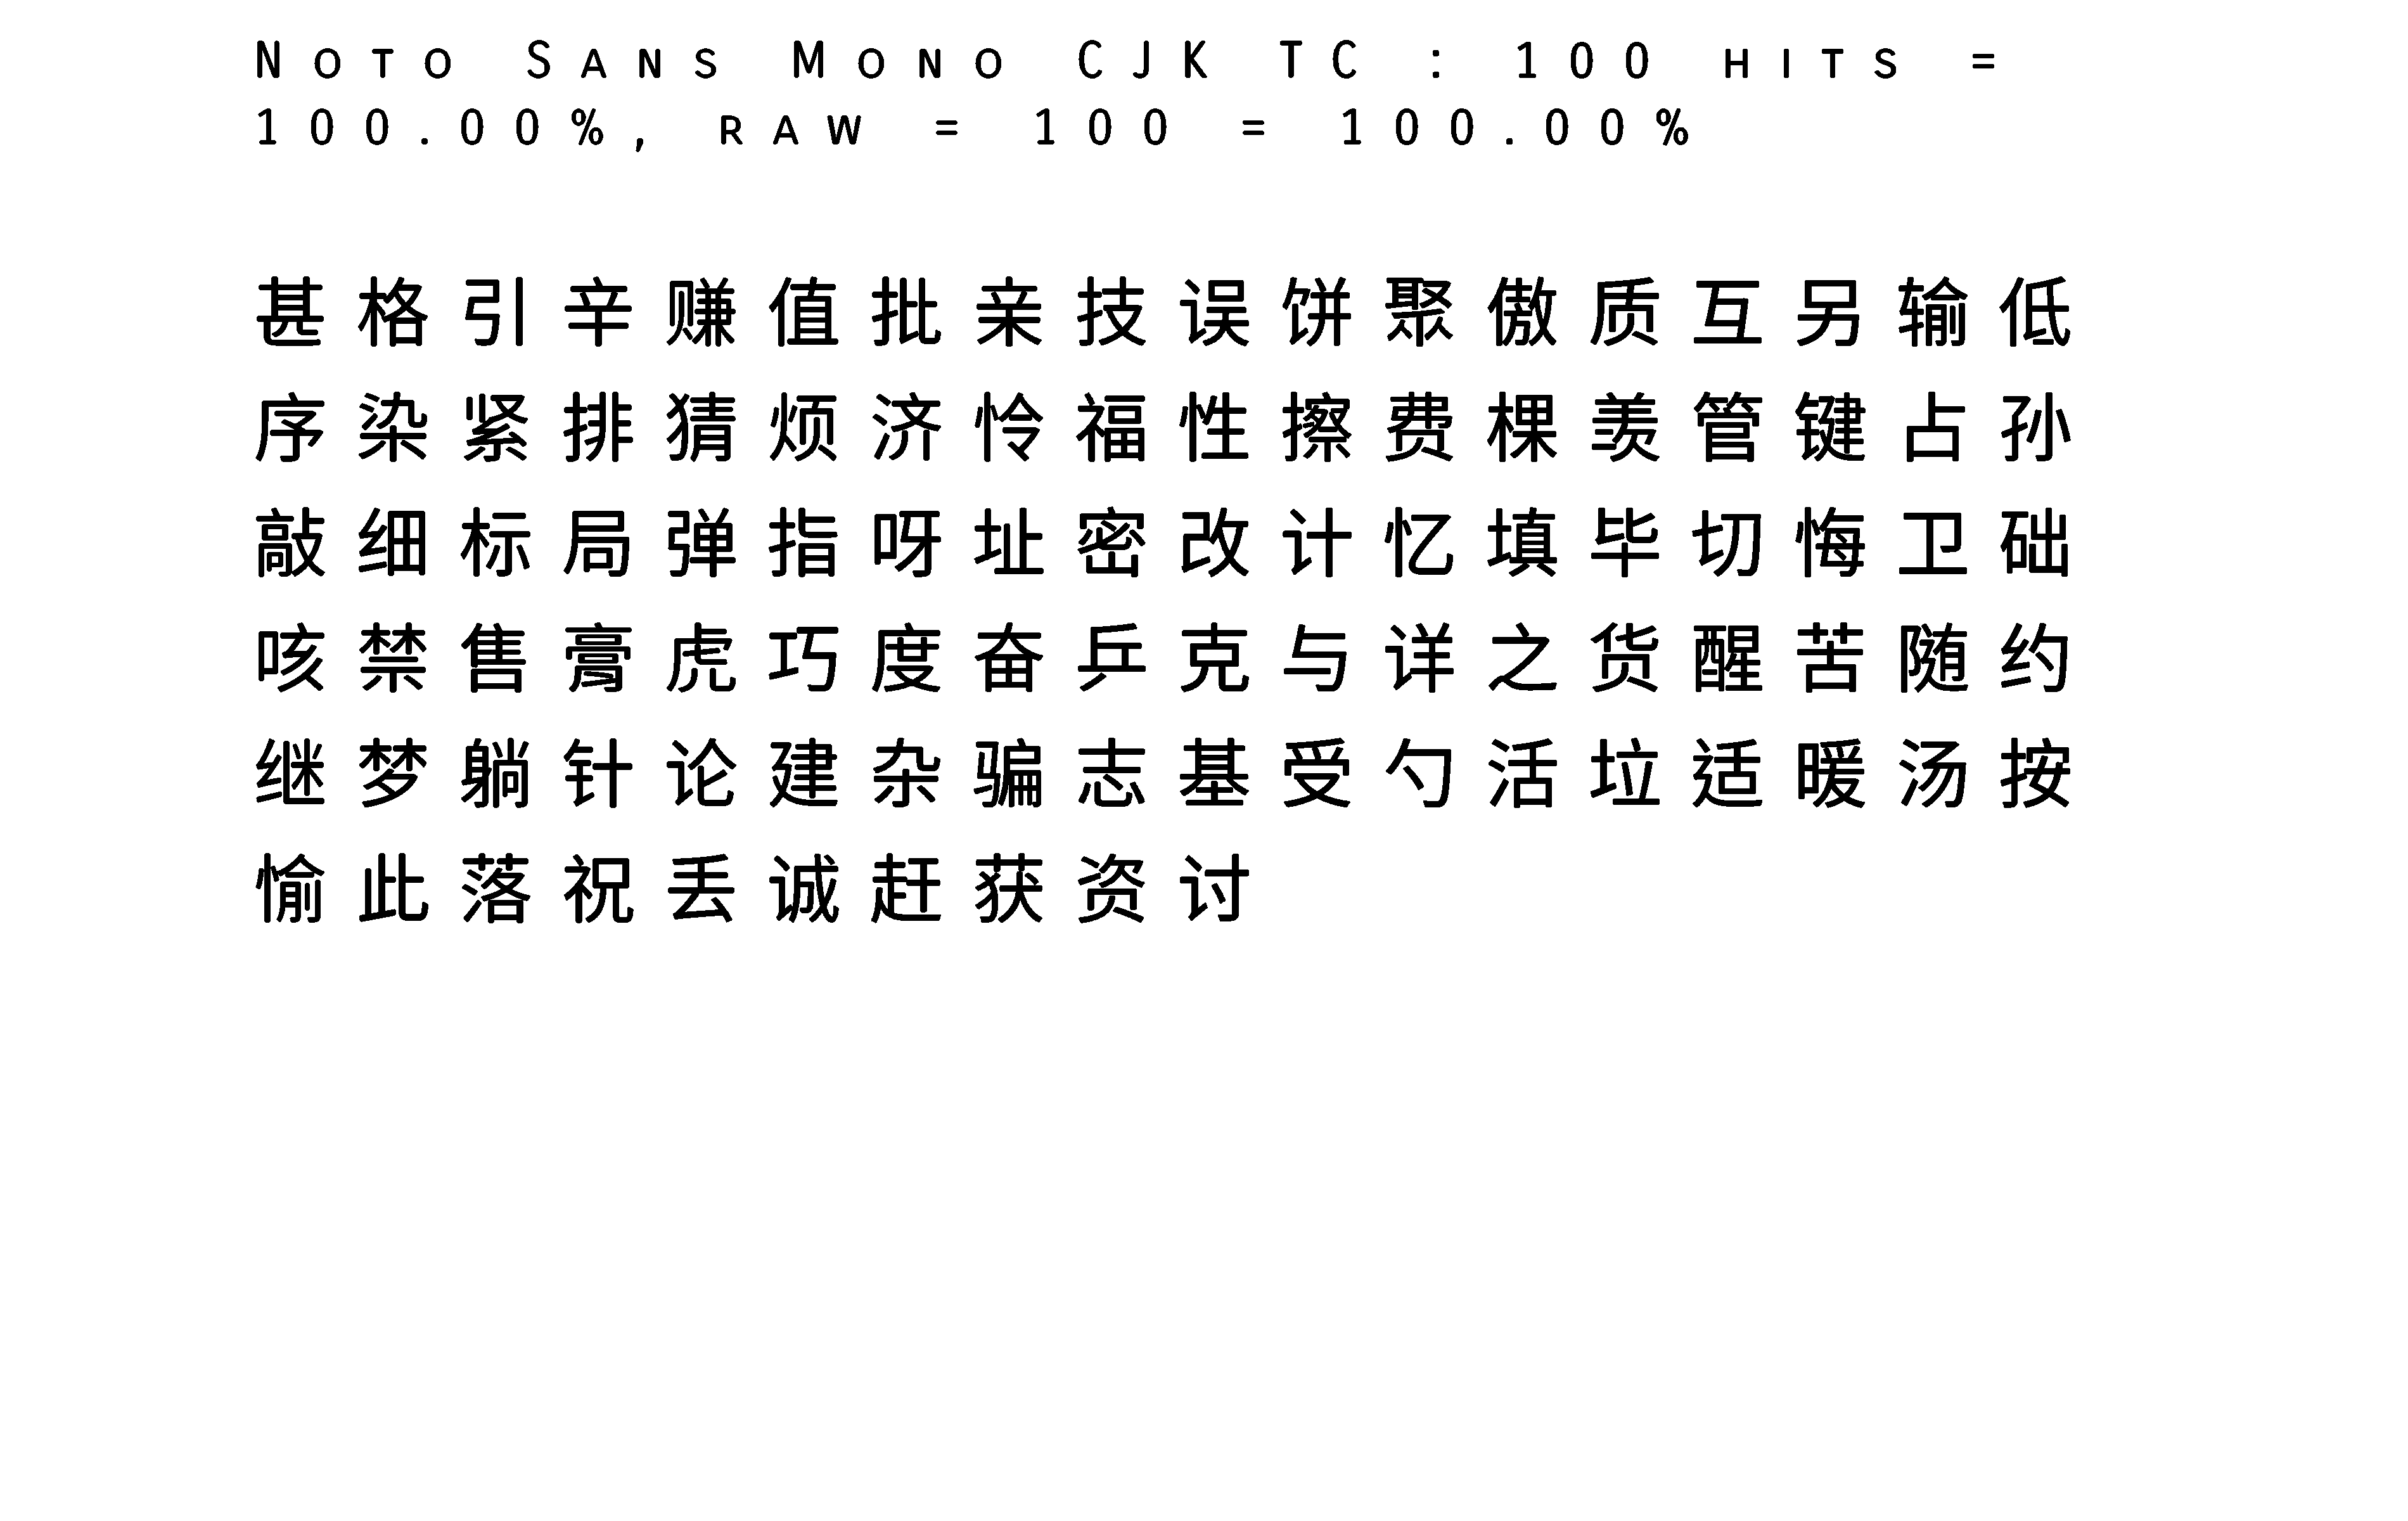 Noto Sans Mono CJK TC : 100 hits =
100.00%, raw = 100 = 100.00%
甚格引辛赚值批亲技误饼聚傲质互另输低
序染紧排猜烦济怜福性擦费棵羡管键占孙
敲细标局弹指呀址密改计忆填毕切悔卫础
咳禁售膏虎巧度奋乒克与详之货醒苦随约
继梦躺针论建杂骗志基受勺活垃适暖汤按
愉此落祝丢诚赶获资讨